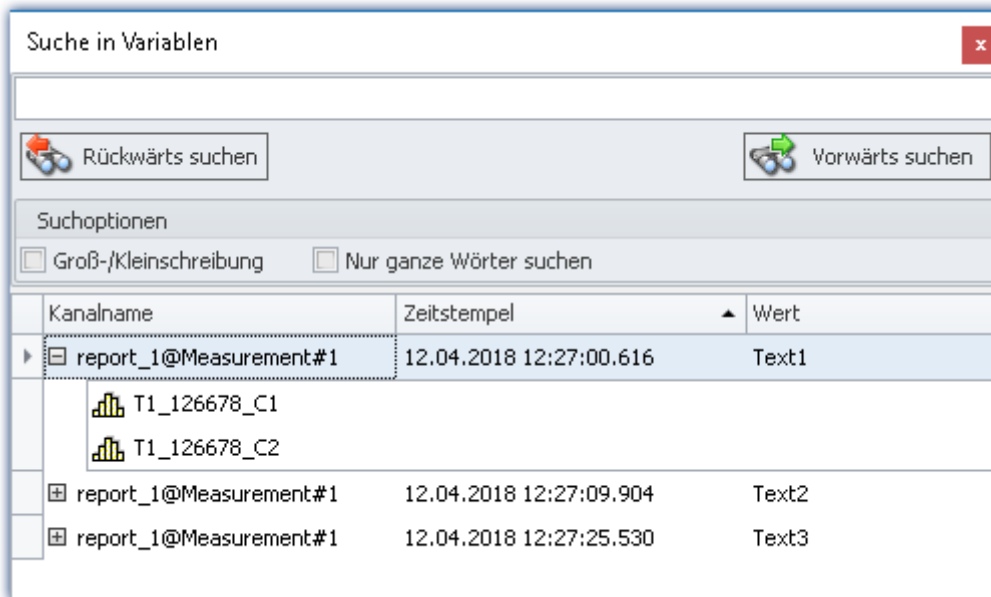 Suche in Variablen
x
Rückwärts suchen Vorwärts suchen
Suchoptionen
Groß-/Kleinschreibung Nur ganze Wörter suchen
Kanalname Zeitstempel Wert
report_1@Measurement#1 12.04.2018 12:27:00.616 Text1
T1_126678_C1
T1_126678_C2
report_1@Measurement#1 12.04.2018 12:27:09.904 Text2
report_1@Measurement#1 12.04.2018 12:27:25.530 Text3